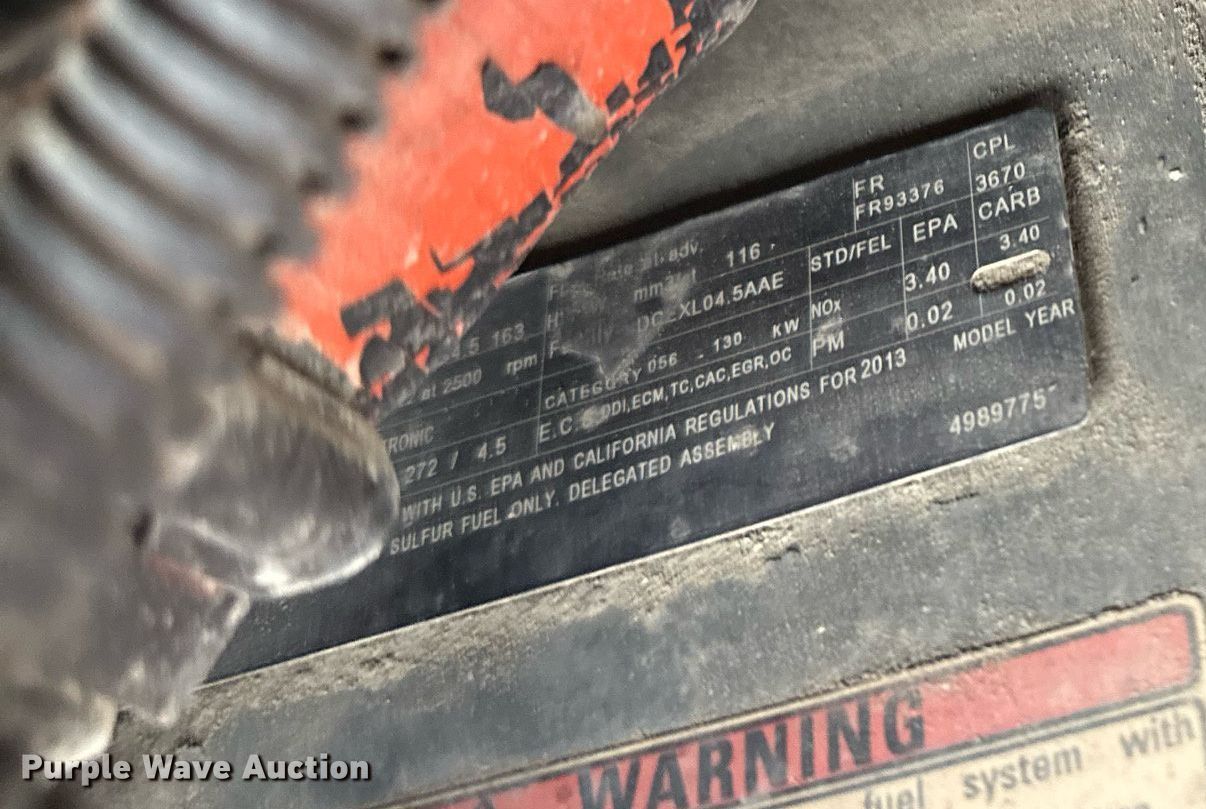 CPL
FR 3670
FR93376 CARB
adv.
mm 116 STD/FEL EPA 3.40
163 XL04.5AAE NOx 3.40
at 2500 rpm CATEGORY 056 - 130 KW PM 0.02 0.02
RONIC E.C. DDI,ECM,TC,CAC,EGR,OC
272 / 4.5
WITH U.S. EPA AND CALIFORNIA REGULATIONS FOR 2013 MODEL YEAR
SULFUR FUEL ONLY. DELEGATED ASSEMBLY
4989775
WARNING
fuel system with
Purple Wave Auction